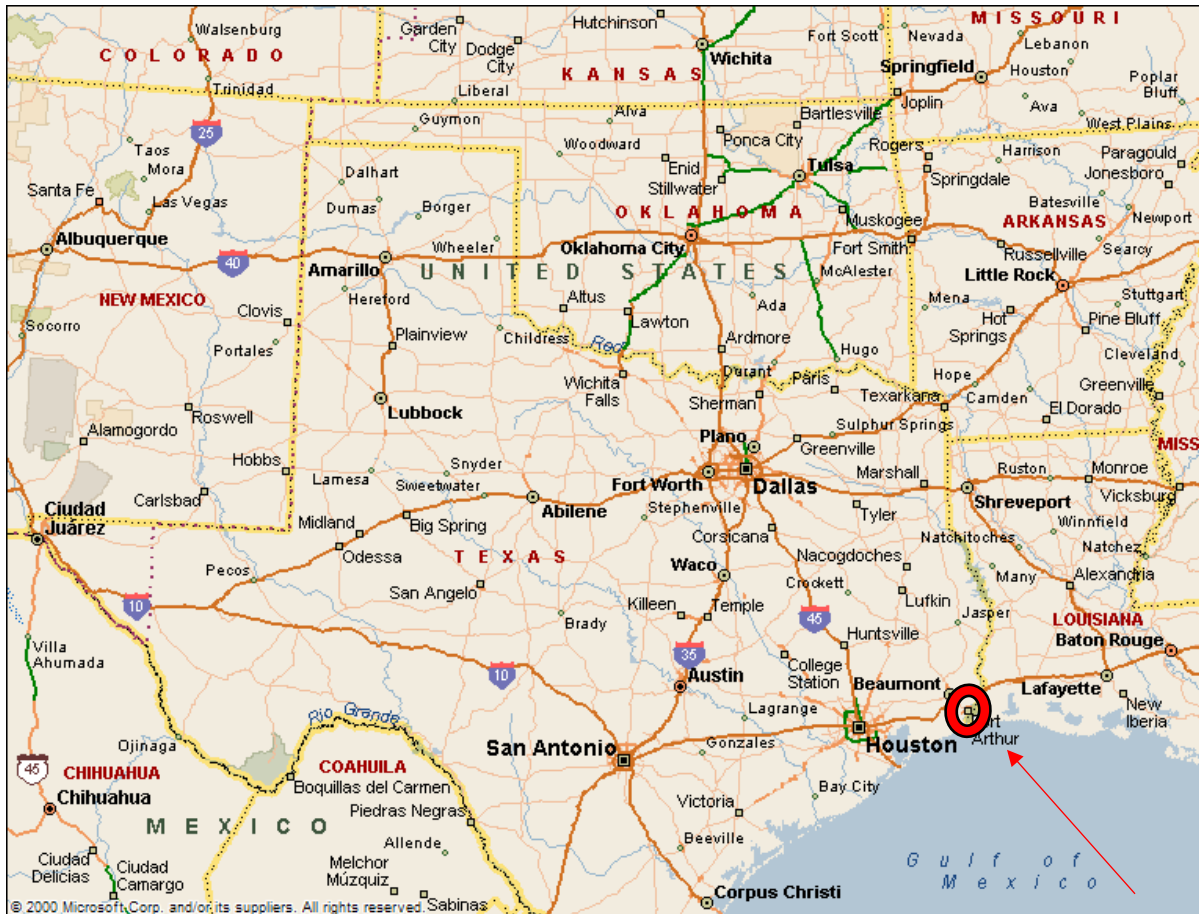 Walsenburg
Garden
City
Dodge
City
Hutchinson
Fort Scott
Nevada
MISSOURI
Lebanon
COLORADO
KANSAS
Wichita
Springfield
Houston
Poplar
Bluff
Trinidad
Liberal
Joplin
Ava
West Plains
Guymon
Alva
Bartlesville
Ponca City
25
Taos
Mora
Woodward
Enid
Stillwater
Tulsa
Rogers
Harrison
Paragould
Jonesboro
Santa Fe
Dalhart
Springdale
Las Vegas
Dumas
Borger
OKLAHOMA
Muskogee
ARKANSAS
Batesville
Newport
Albuquerque
Wheeler
Oklahoma City
Fort Smith
Russellville
Searcy
40
Amarillo
UNITED STATES
McAlester
Little Rock
NEW MEXICO
Hereford
Altus
Ada
Mena
Hot
Springs
Stuttgart
Clovis
Lawton
Pine Bluff
Socorro
Portales
Plainview
Childress
Red
Ardmore
Hugo
Cleveland
Durant
Paris
Hope
Wichita
Falls
Sherman
Texarkana
Camden
Greenville
Roswell
Lubbock
El Dorado
Alamogordo
Plano
Sulphur Springs
Greenville
MISS
Hobbs
Lamesa
Snyder
Sweetwater
Fort Worth
Dallas
Marshall
Ruston
Monroe
Carlsbad
Shreveport
Vicksburg
Ciudad
Juárez
Midland
Big Spring
Abilene
Stephenville
Tyler
Winnfield
Odessa
TEXAS
Corsicana
Nacogdoches
Natchitoches
Natchez
Pecos
San Angelo
Waco
Crockett
Many
Alexandria
10
Killeen
Temple
45
Lufkin
Jasper
Brady
LOUISIANA
Villa
Ahumada
Huntsville
Baton Rouge
35
College
Station
10
Austin
Beaumont
Lafayette
Rio Grande
Lagrange
New
Iberia
Ojinaga
San Antonio
Gonzales
Houston
Port
Arthur
45
CHIHUAHUA
COAHUILA
Boquillas del Carmen
Bay City
Chihuahua
Piedras Negras
Victoria
MEXICO
Allende
Beeville
Ciudad
Delicias
Ciudad
Camargo
Melchor
Múzquiz
Gulf of
Mexico
Sabinas
Corpus Christi
© 2000 Microsoft Corp. and/or its suppliers. All rights reserved.